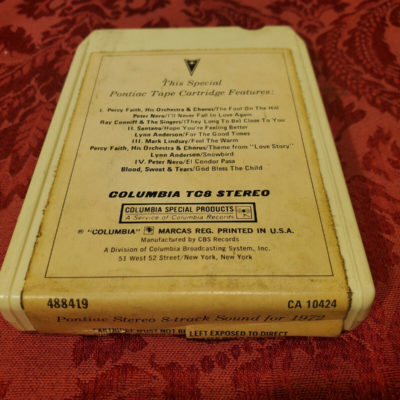 This Special
Pontiac Tape Cartridge Features:
I. Percy Faith, His Orchestra & Chorus/The Fool On The Hill
Peter Nero/I'll Never Fall In Love Again
Ray Conniff & The Singers/(They Long To Be) Close To You
II. Santana/Hope You're Feeling Better
Lynn Anderson/For The Good Times
III. Mark Lindsay/Feel The Warm
Percy Faith, His Orchestra & Chorus/Theme from "Love Story"
Lynn Anderson/Snowbird
IV. Peter Nero/El Condor Pasa
Blood, Sweat & Tears/God Bless The Child
COLUMBIA TC8 STEREO
COLUMBIA SPECIAL PRODUCTS
A Service of Columbia Records
® "COLUMBIA" MARCAS REG. PRINTED IN U.S.A.
Manufactured by CBS Records
A Division of Columbia Broadcasting System, Inc.
51 West 52 Street/New York, New York
488419 CA 10424
Pontiac Stereo 8-track Sound for 1972
CARTRIDGE MUST NOT BE LEFT EXPOSED TO DIRECT